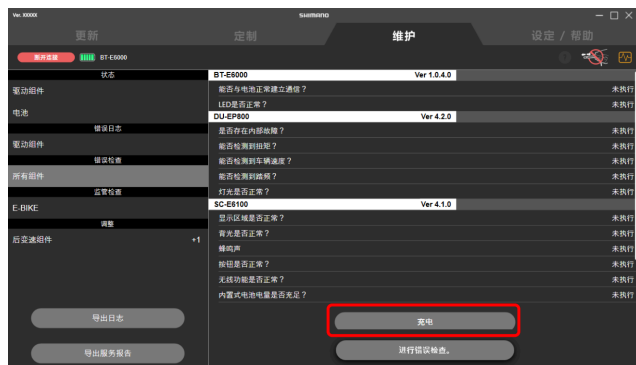 Ver. XXXXX
SHIMANO
更新
定制
维护
设定 / 帮助
断开连接
BT-E6000
状态
驱动组件
电池
错误日志
驱动组件
错误检查
所有组件
监管检查
E-BIKE
调整
后变速组件 +1
导出日志
导出服务报告
BT-E6000 Ver 1.0.4.0
能否与电池正常建立通信？ 未执行
LED是否正常？ 未执行
DU-EP800 Ver 4.2.0
是否存在内部故障？ 未执行
能否检测到扭矩？ 未执行
能否检测到车辆速度？ 未执行
能否检测到踏频？ 未执行
灯光是否正常？ 未执行
SC-E6100 Ver 4.1.0
显示区域是否正常？ 未执行
背光是否正常？ 未执行
蜂鸣声 未执行
按钮是否正常？ 未执行
无线功能是否正常？ 未执行
内置式电池电量是否充足？ 未执行
充电
进行错误检查。